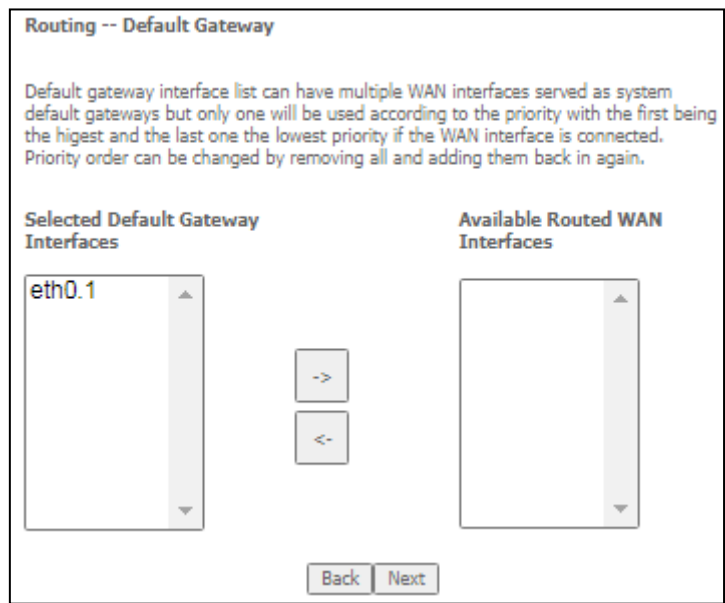 Routing -- Default Gateway
Default gateway interface list can have multiple WAN interfaces served as system
default gateways but only one will be used according to the priority with the first being
the higest and the last one the lowest priority if the WAN interface is connected.
Priority order can be changed by removing all and adding them back in again.
Selected Default Gateway
Interfaces
Available Routed WAN
Interfaces
eth0.1
->
<-
Back Next